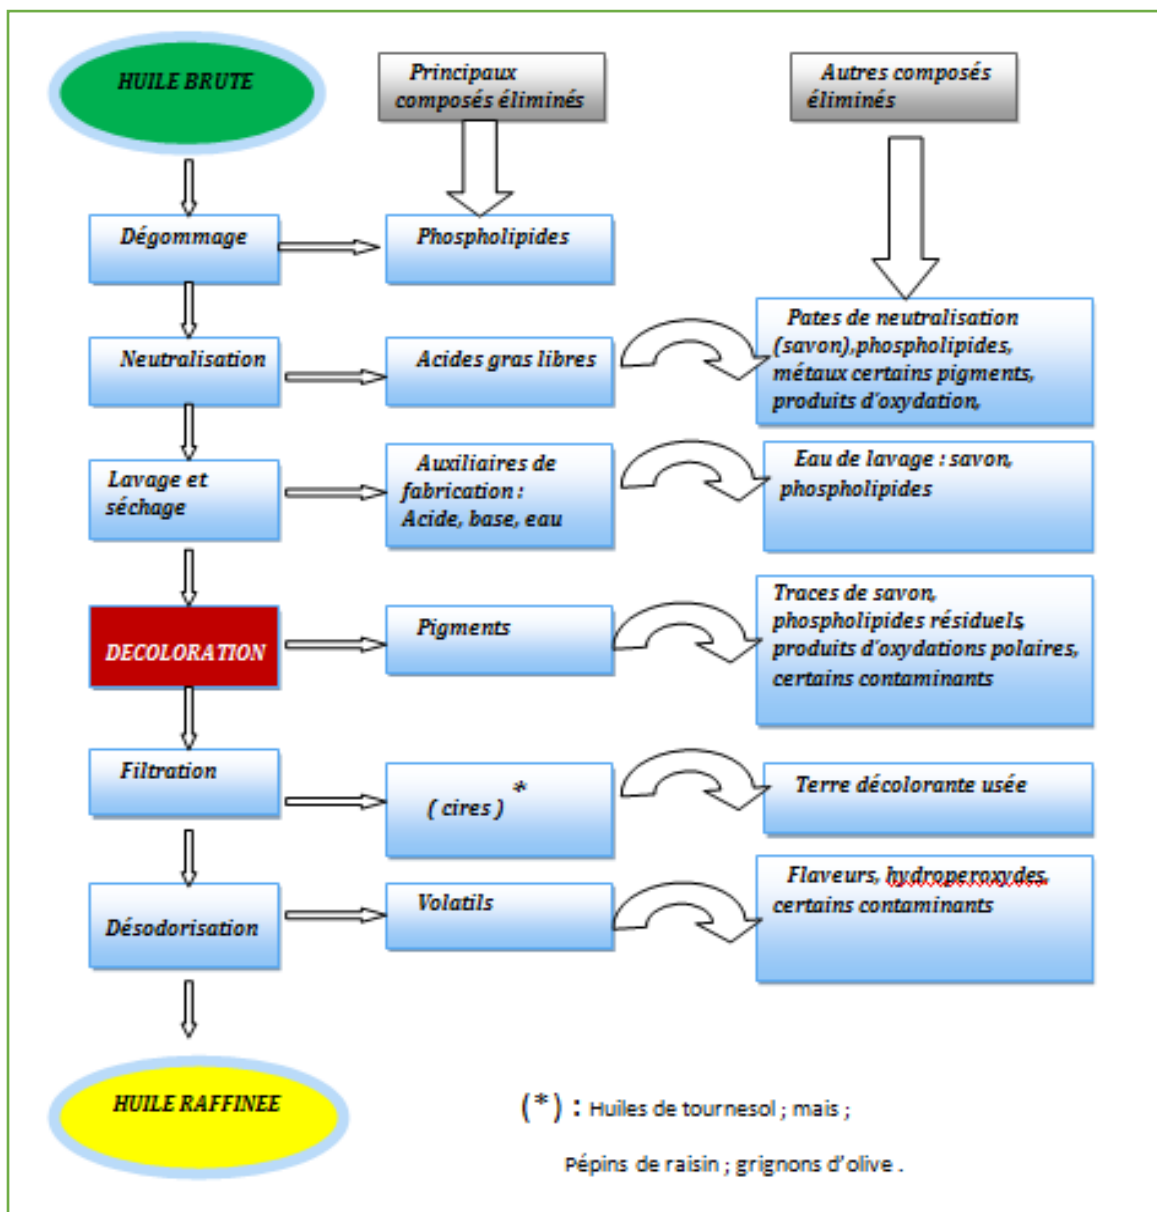 HUILE BRUTE
Principaux
composés éliminés
Autres composés
éliminés
Dégommage
Phospholipides
Neutralisation
Acides gras libres
Pates de neutralisation
(savon),phospholipides,
métaux certains pigments,
produits d'oxydation,
Lavage et
séchage
Auxiliaires de
fabrication :
Acide, base, eau
Eau de lavage : savon,
phospholipides
DECOLORATION
Pigments
Traces de savon,
phospholipides résiduels,
produits d'oxydations polaires,
certains contaminants
Filtration
( cires ) *
Terre décolorante usée
Désodorisation
Volatils
Flaveurs, hydroperoxydes,
certains contaminants
HUILE RAFFINEE
(*) : Huiles de tournesol ; mais ;
Pépins de raisin ; grignons d'olive .